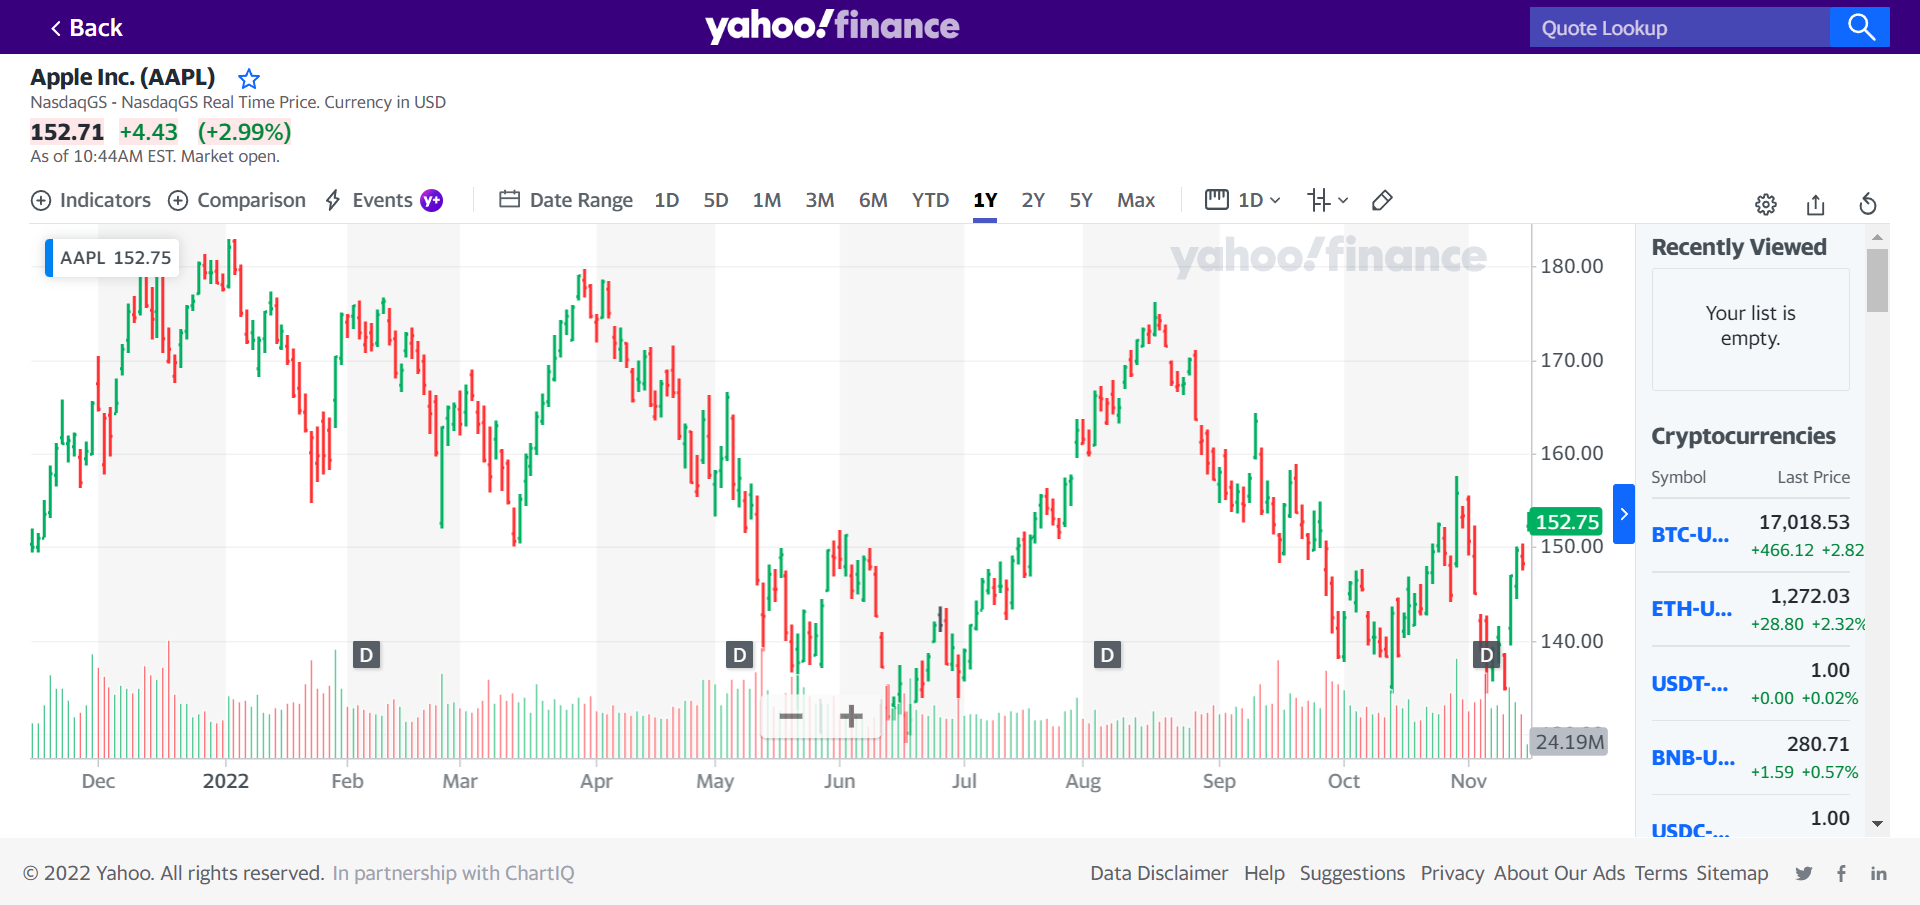 Back
yahoo!finance
Quote Lookup
Apple Inc. (AAPL)
NasdaqGS - NasdaqGS Real Time Price. Currency in USD
152.71 +4.43 (+2.99%)
As of 10:44AM EST. Market open.
Indicators Comparison Events y+ Date Range 1D 5D 1M 3M 6M YTD 1Y 2Y 5Y Max 1D
AAPL 152.75
yahoo!finance
180.00
170.00
160.00
152.75
150.00
140.00
24.19M
D D D D
Dec 2022 Feb Mar Apr May Jun Jul Aug Sep Oct Nov
Recently Viewed
Your list is
empty.
Cryptocurrencies
Symbol Last Price
BTC-U... 17,018.53
+466.12 +2.82
ETH-U... 1,272.03
+28.80 +2.32%
USDT-... 1.00
+0.00 +0.02%
BNB-U... 280.71
+1.59 +0.57%
USDC-... 1.00
© 2022 Yahoo. All rights reserved. In partnership with ChartIQ
Data Disclaimer Help Suggestions Privacy About Our Ads Terms Sitemap